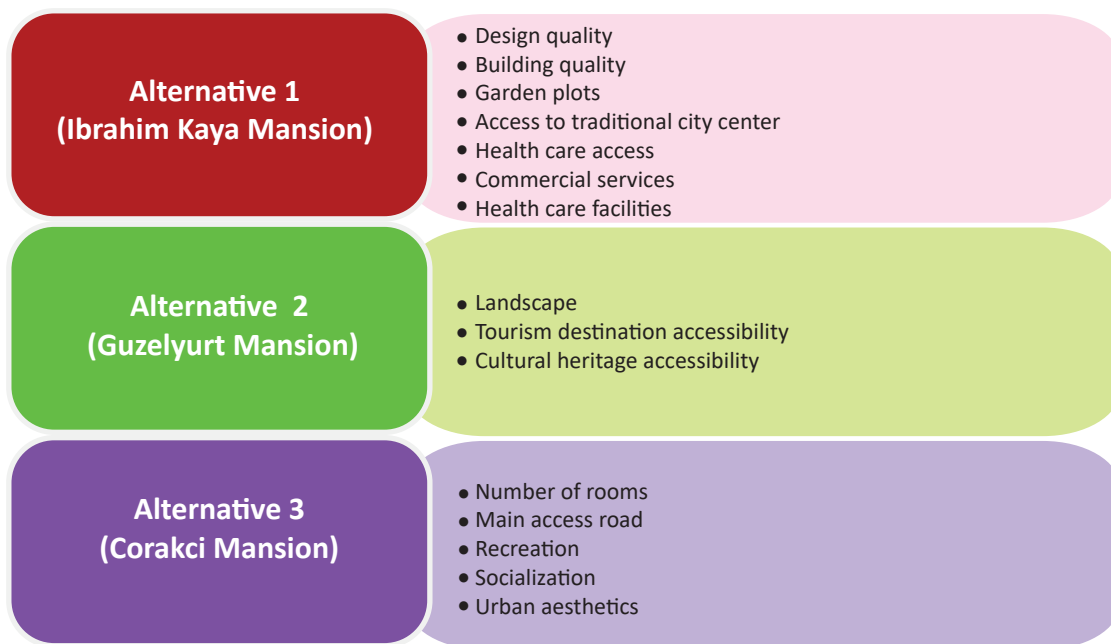 Alternative 1
(Ibrahim Kaya Mansion)
• Design quality
• Building quality
• Garden plots
• Access to traditional city center
• Health care access
• Commercial services
• Health care facilities
Alternative  2
(Guzelyurt Mansion)
• Landscape
• Tourism destination accessibility
• Cultural heritage accessibility
Alternative 3
(Corakci Mansion)
• Number of rooms
• Main access road
• Recreation
• Socialization
• Urban aesthetics